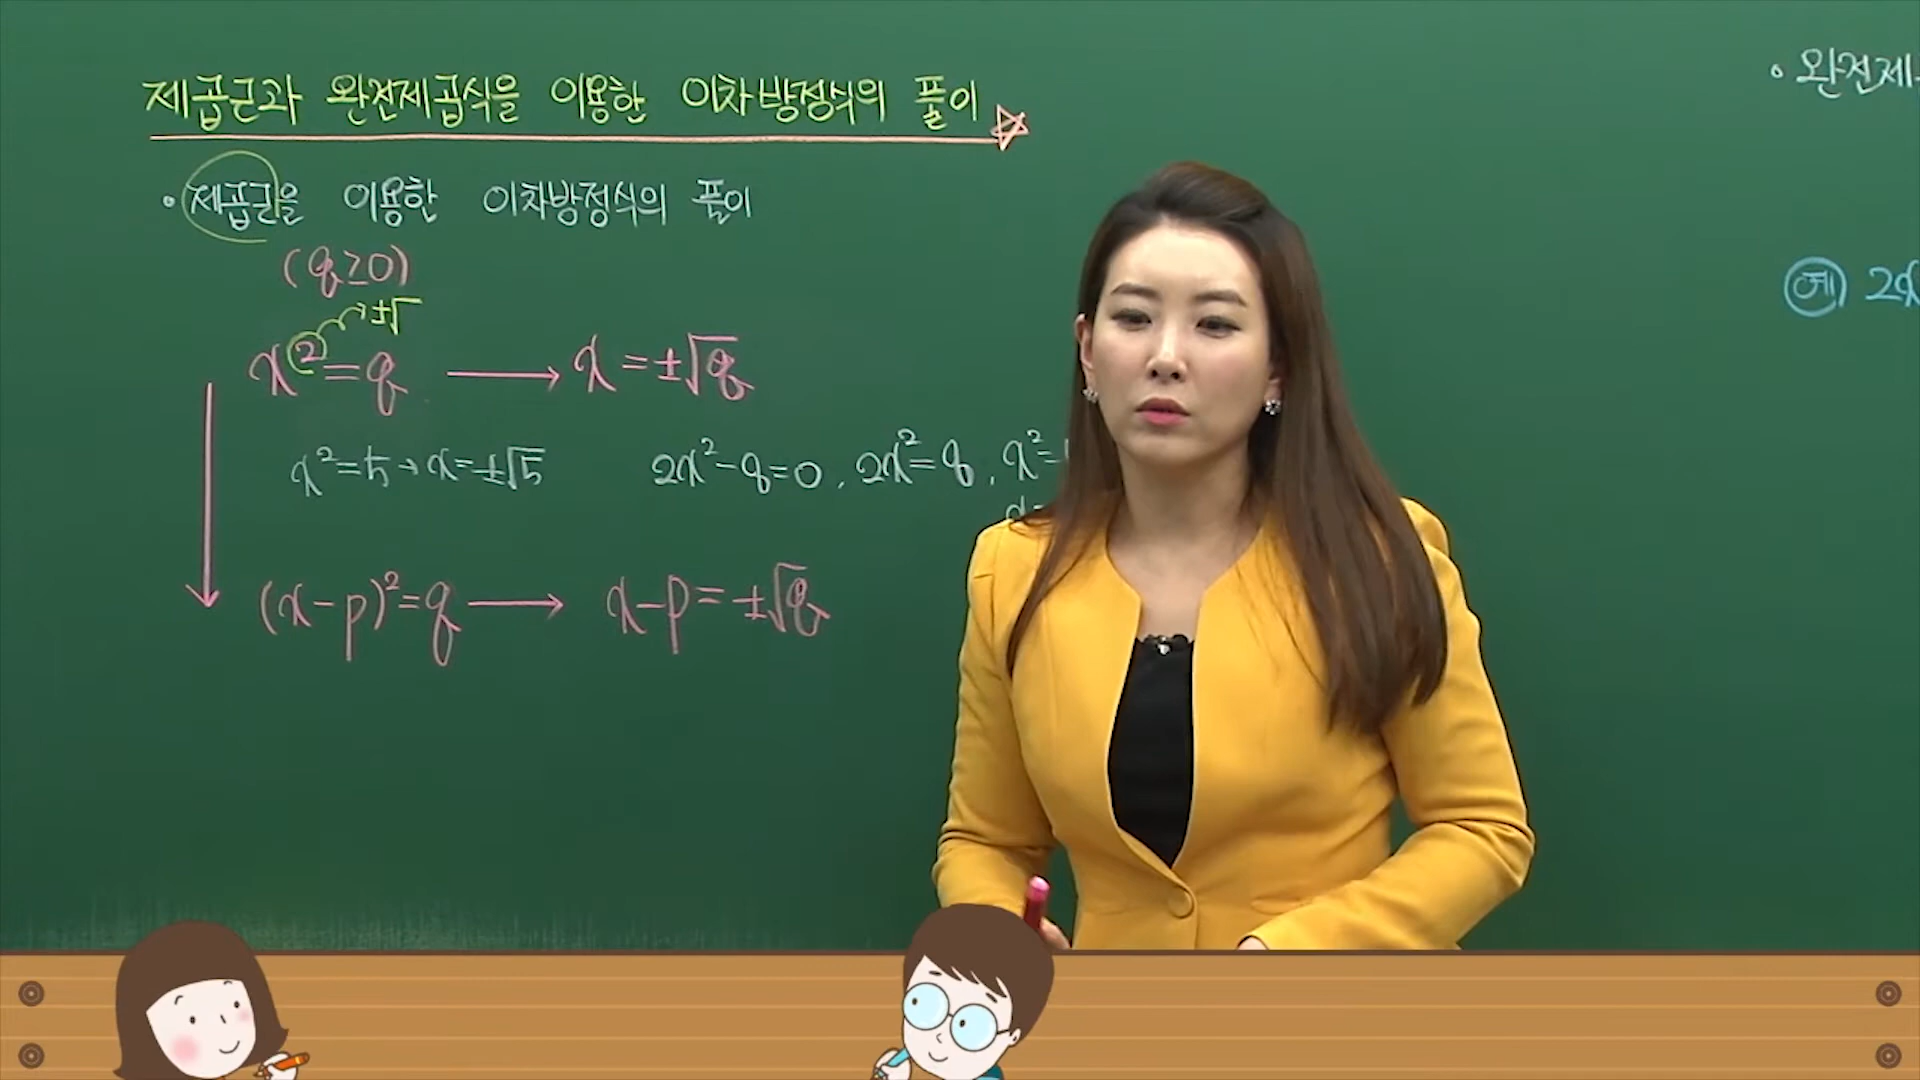 제곱근과 완전제곱식을 이용한 이차방정식의 풀이
• 제곱근을 이용한 이차방정식의 풀이
(q≥0)
±√
x²=q → x=±√q
x²=5→x=±√5 2x²-8=0, 2x²=8, x²=
(x-p)²=q → x-p=±√q
• 완전제
예 2x